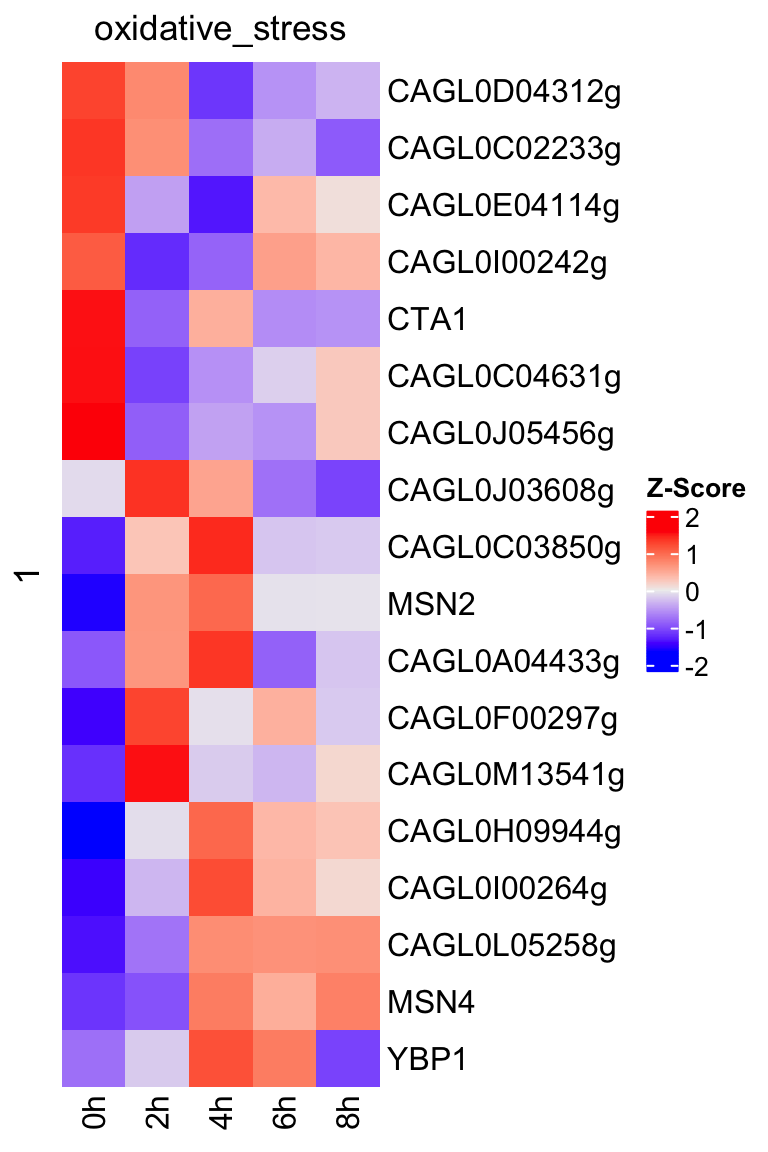 oxidative_stress
CAGL0D04312g
CAGL0C02233g
CAGL0E04114g
CAGL0I00242g
CTA1
CAGL0C04631g
CAGL0J05456g
CAGL0J03608g
CAGL0C03850g
MSN2
CAGL0A04433g
CAGL0F00297g
CAGL0M13541g
CAGL0H09944g
CAGL0I00264g
CAGL0L05258g
MSN4
YBP1
1
Z-Score
2
1
0
-1
-2
0h
2h
4h
6h
8h